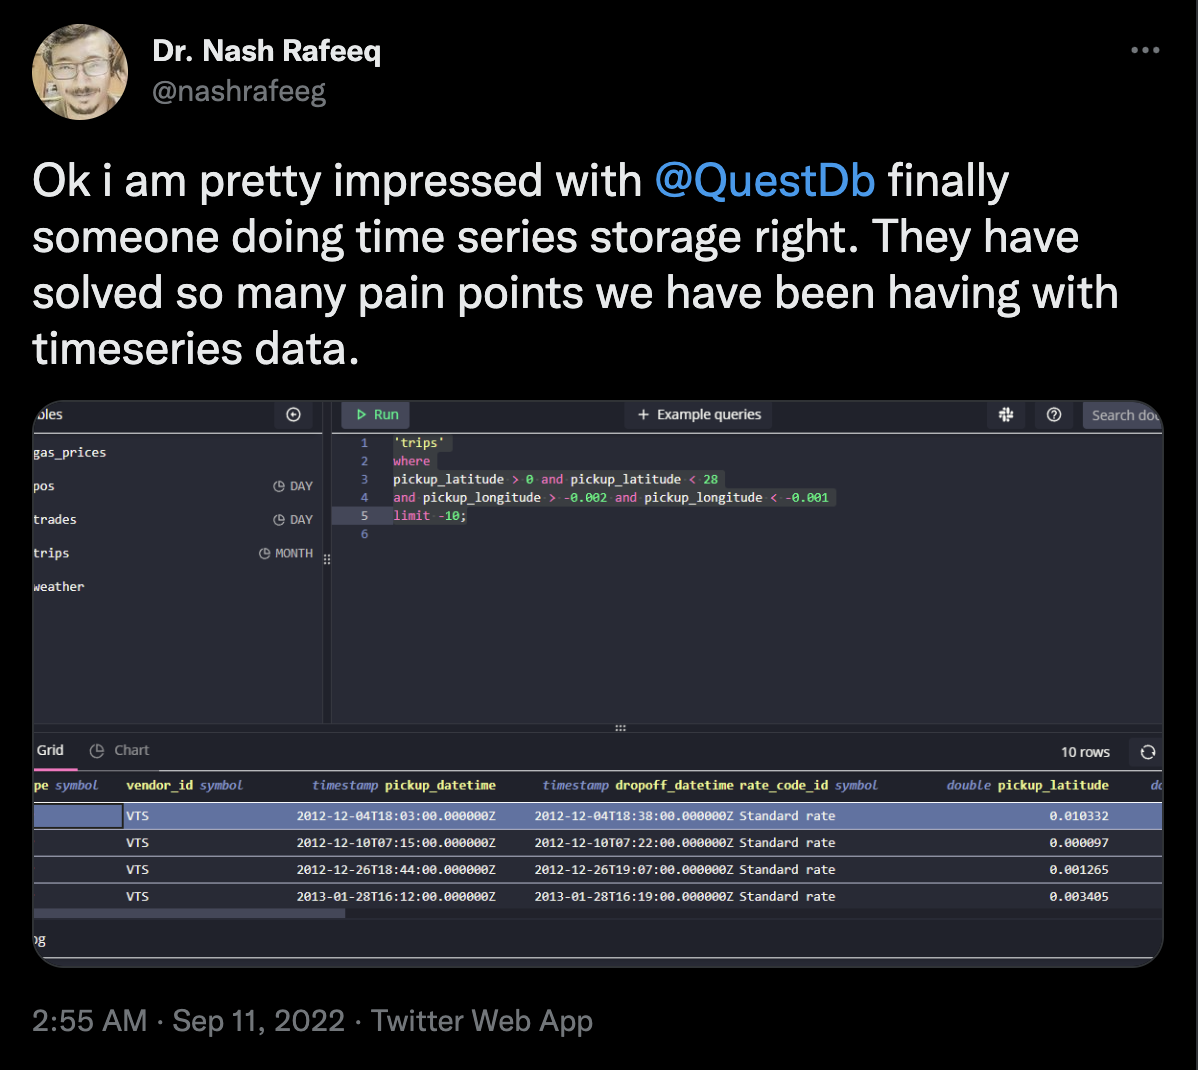 Dr. Nash Rafeeq
@nashrafeeg
Ok i am pretty impressed with @QuestDb finally
someone doing time series storage right. They have
solved so many pain points we have been having with
timeseries data.
bles
Run
+ Example queries
Search doc
gas_prices
pos DAY
trades DAY
trips MONTH
weather
1 'trips'
2 where
3 pickup_latitude > 0 and pickup_latitude < 28
4 and pickup_longitude > -0.002 and pickup_longitude < -0.001
5 limit -10;
6
Grid Chart 10 rows
pe symbol vendor_id symbol timestamp pickup_datetime timestamp dropoff_datetime rate_code_id symbol double pickup_latitude do
VTS 2012-12-04T18:03:00.000000Z 2012-12-04T18:38:00.000000Z Standard rate 0.010332
VTS 2012-12-10T07:15:00.000000Z 2012-12-10T07:22:00.000000Z Standard rate 0.000097
VTS 2012-12-26T18:44:00.000000Z 2012-12-26T19:07:00.000000Z Standard rate 0.001265
VTS 2013-01-28T16:12:00.000000Z 2013-01-28T16:19:00.000000Z Standard rate 0.003405
og
2:55 AM · Sep 11, 2022 · Twitter Web App